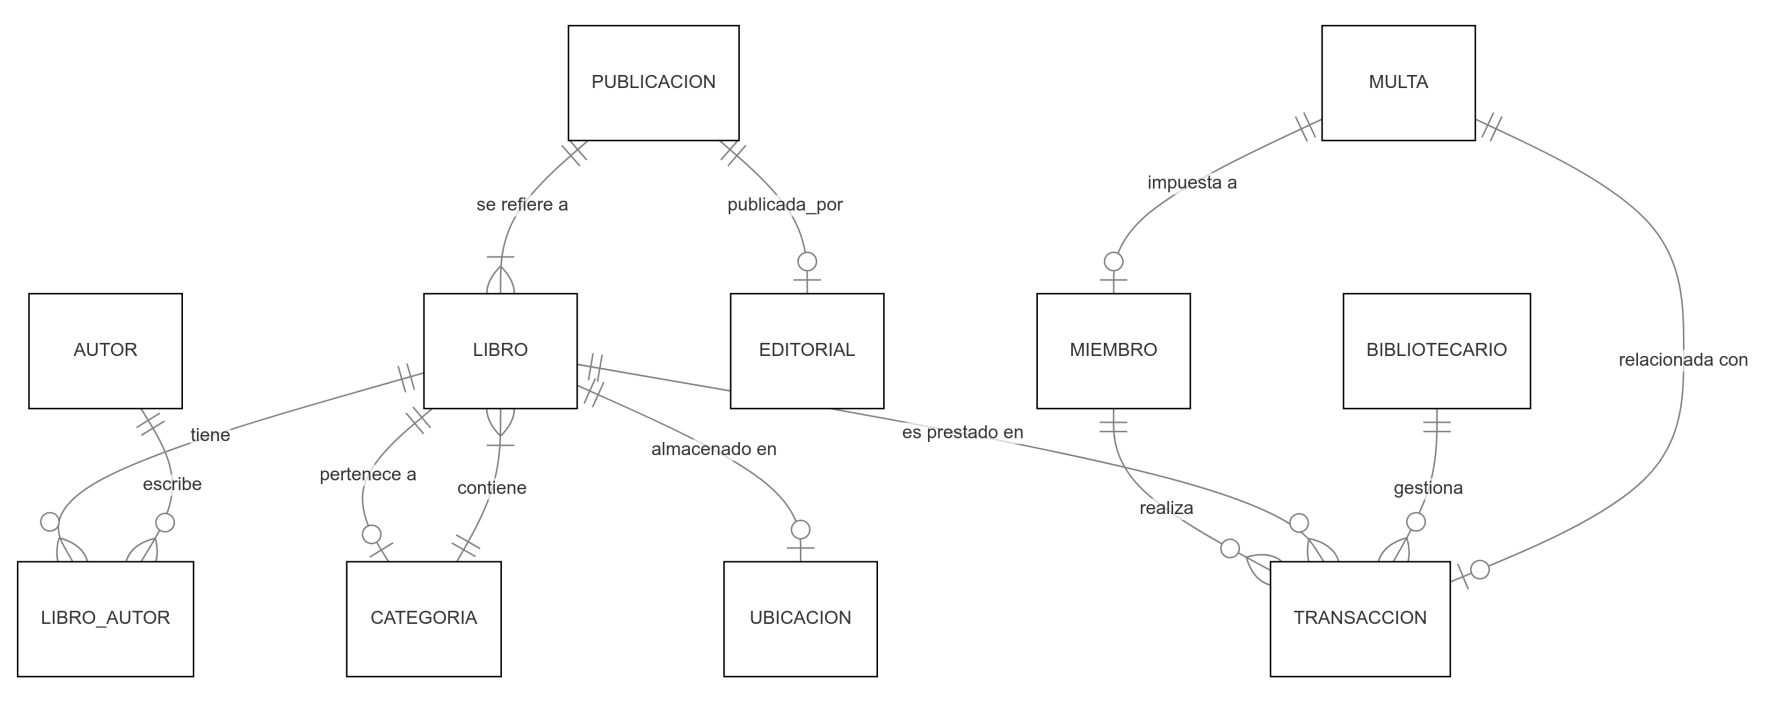 PUBLICACION
MULTA
impuesta a
se refiere a
publicada_por
AUTOR
LIBRO
EDITORIAL
MIEMBRO
BIBLIOTECARIO
relacionada con
tiene
es prestado en
almacenado en
pertenece a
escribe
contiene
gestiona
realiza
LIBRO_AUTOR
CATEGORIA
UBICACION
TRANSACCION